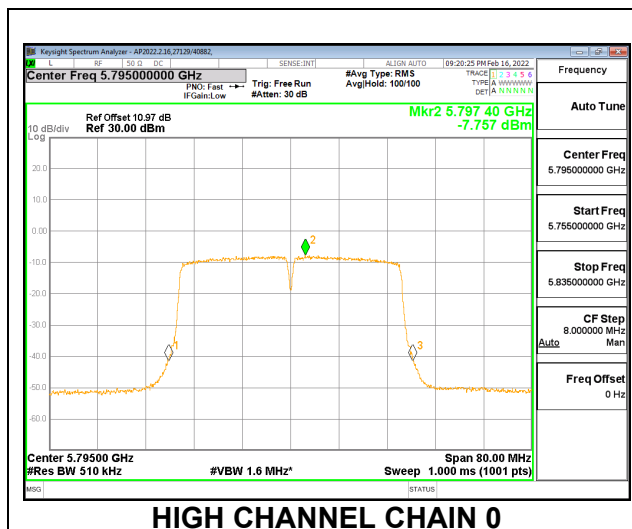 Keysight Spectrum Analyzer - AP2022.2.16,27129/40882,
L RF 50 Ω DC SENSE:INT ALIGN AUTO 09:20:25 PM Feb 16, 2022
Center Freq 5.795000000 GHz
PNO: Fast
IFGain:Low
Trig: Free Run
#Atten: 30 dB
#Avg Type: RMS
Avg|Hold: 100/100
TRACE 1 2 3 4 5 6
TYPE A WWWWW
DET A N N N N N
Frequency
Auto Tune
Center Freq
5.795000000 GHz
Start Freq
5.755000000 GHz
Stop Freq
5.835000000 GHz
CF Step
8.000000 MHz
Auto Man
Freq Offset
0 Hz
Mkr2 5.797 40 GHz
-7.757 dBm
Ref Offset 10.97 dB
10 dB/div Ref 30.00 dBm
Log
20.0
10.0
0.00
-10.0
-20.0
-30.0
-40.0
-50.0
-60.0
1
2
3
Center 5.79500 GHz Span 80.00 MHz
#Res BW 510 kHz #VBW 1.6 MHz* Sweep 1.000 ms (1001 pts)
MSG STATUS
HIGH CHANNEL CHAIN 0